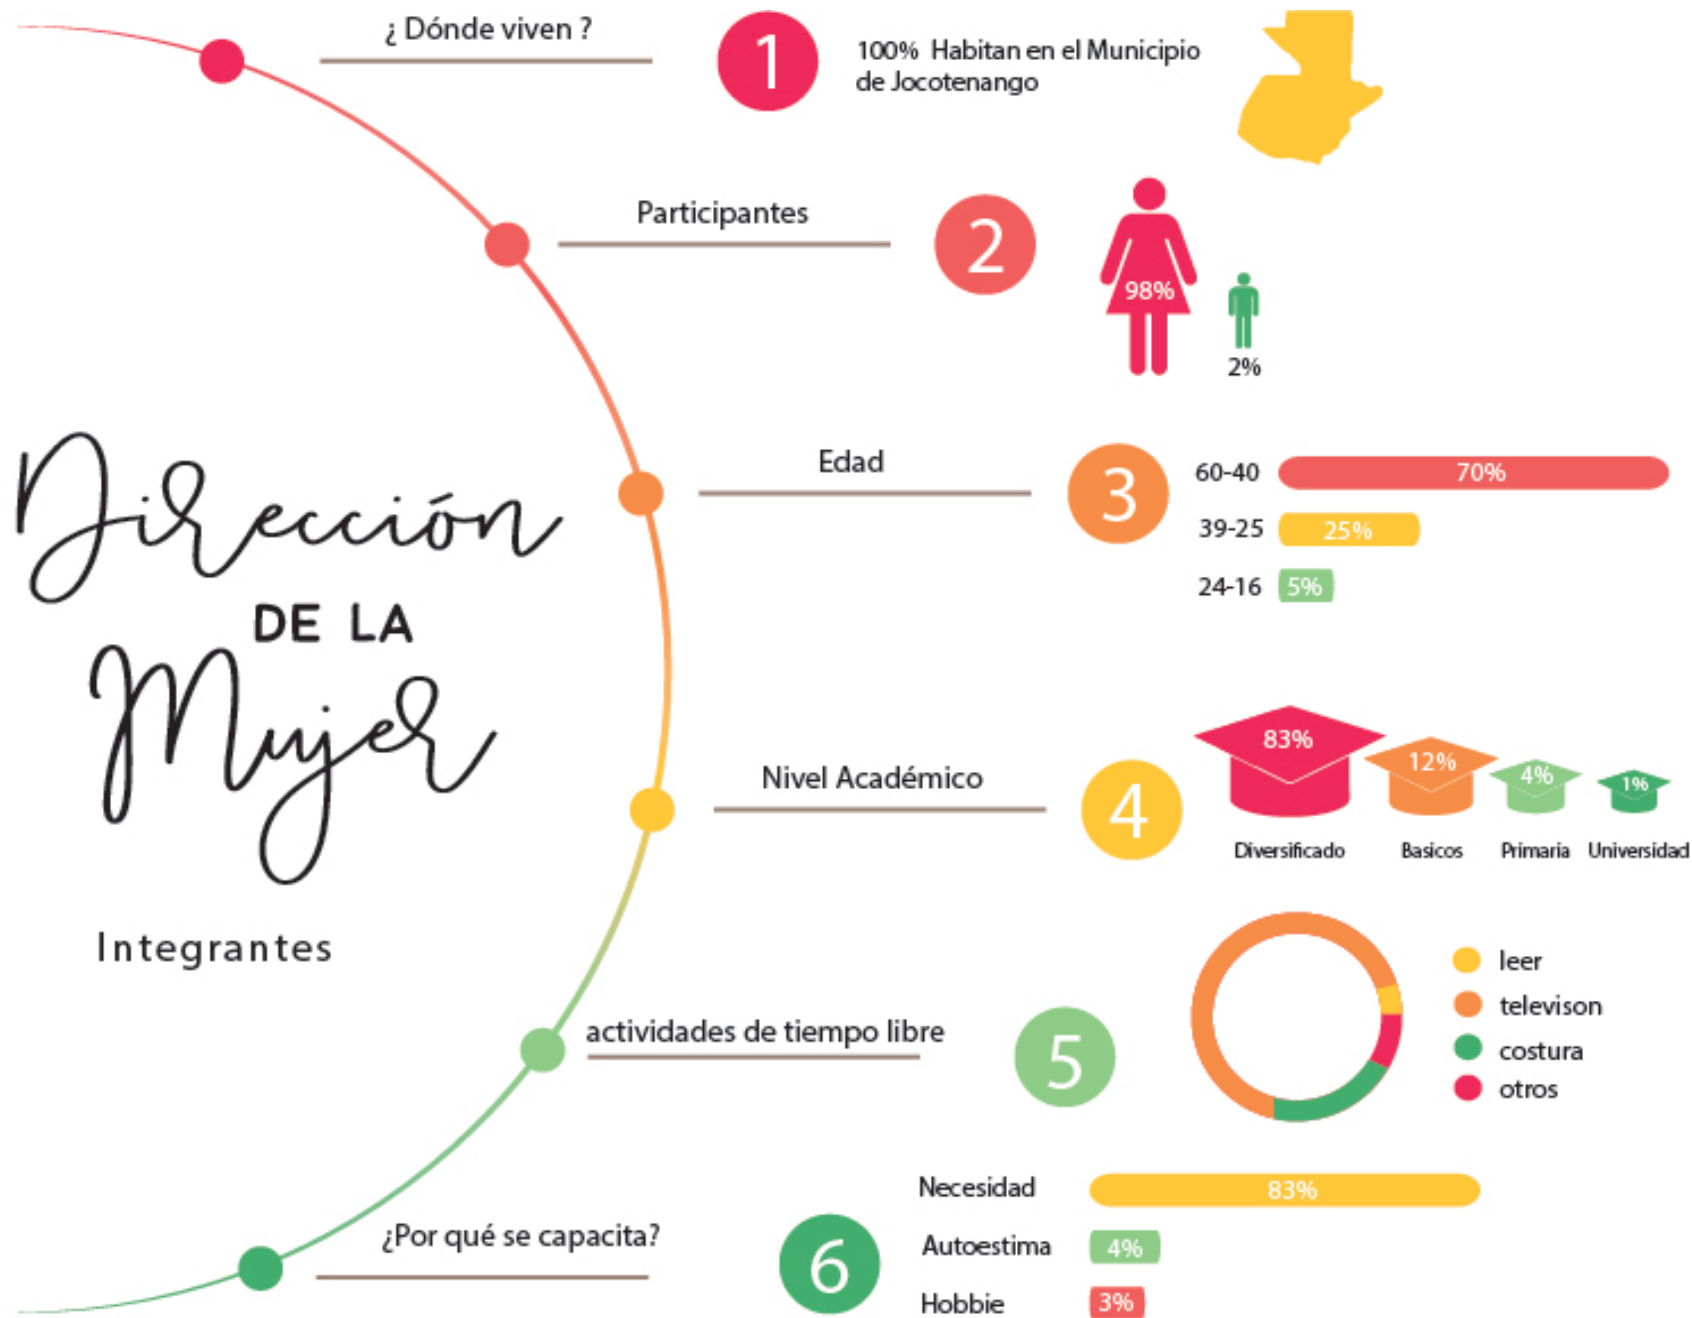 Dirección
DE LA
Mujer
Integrantes
¿ Dónde viven ?
1
100% Habitan en el Municipio
de Jocotenango
Participantes
2
98%
2%
Edad
3
60-40 70%
39-25 25%
24-16 5%
Nivel Académico
4
83% 12% 4% 1%
Diversificado Basicos Primaria Universidad
actividades de tiempo libre
5
leer
televison
costura
otros
¿Por qué se capacita?
6
Necesidad 83%
Autoestima 4%
Hobbie 3%